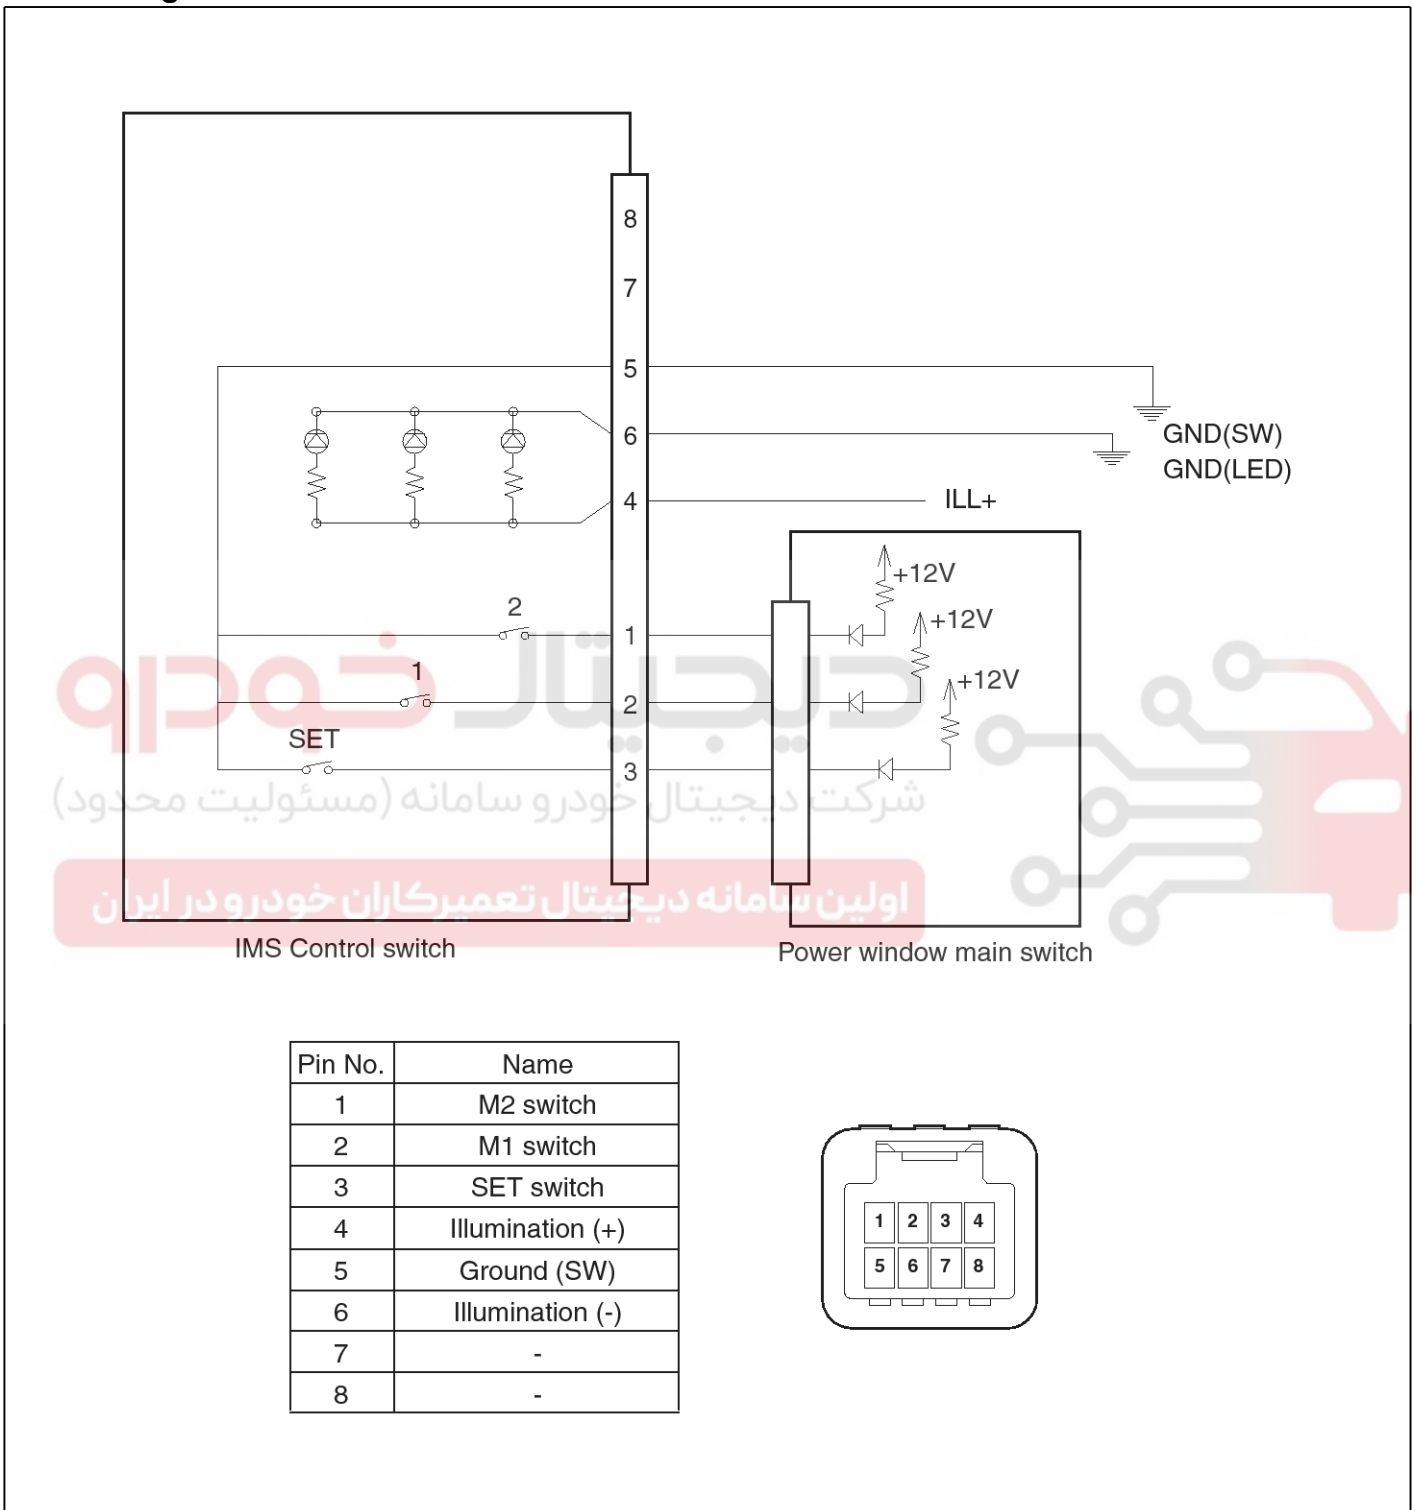 8
7
5
6
GND(SW)
GND(LED)
4
ILL+
+12V
2
+12V
1
1
+12V
2
SET
3
دیجیتال خودرو
شرکت دیجیتال خودرو سامانه (مسئولیت محدود)
اولین سامانه دیجیتال تعمیرکاران خودرو در ایران
IMS Control switch
Power window main switch
Pin No. Name
1 M2 switch
2 M1 switch
3 SET switch
4 Illumination (+)
5 Ground (SW)
6 Illumination (-)
7 -
8 -
1 2 3 4
5 6 7 8